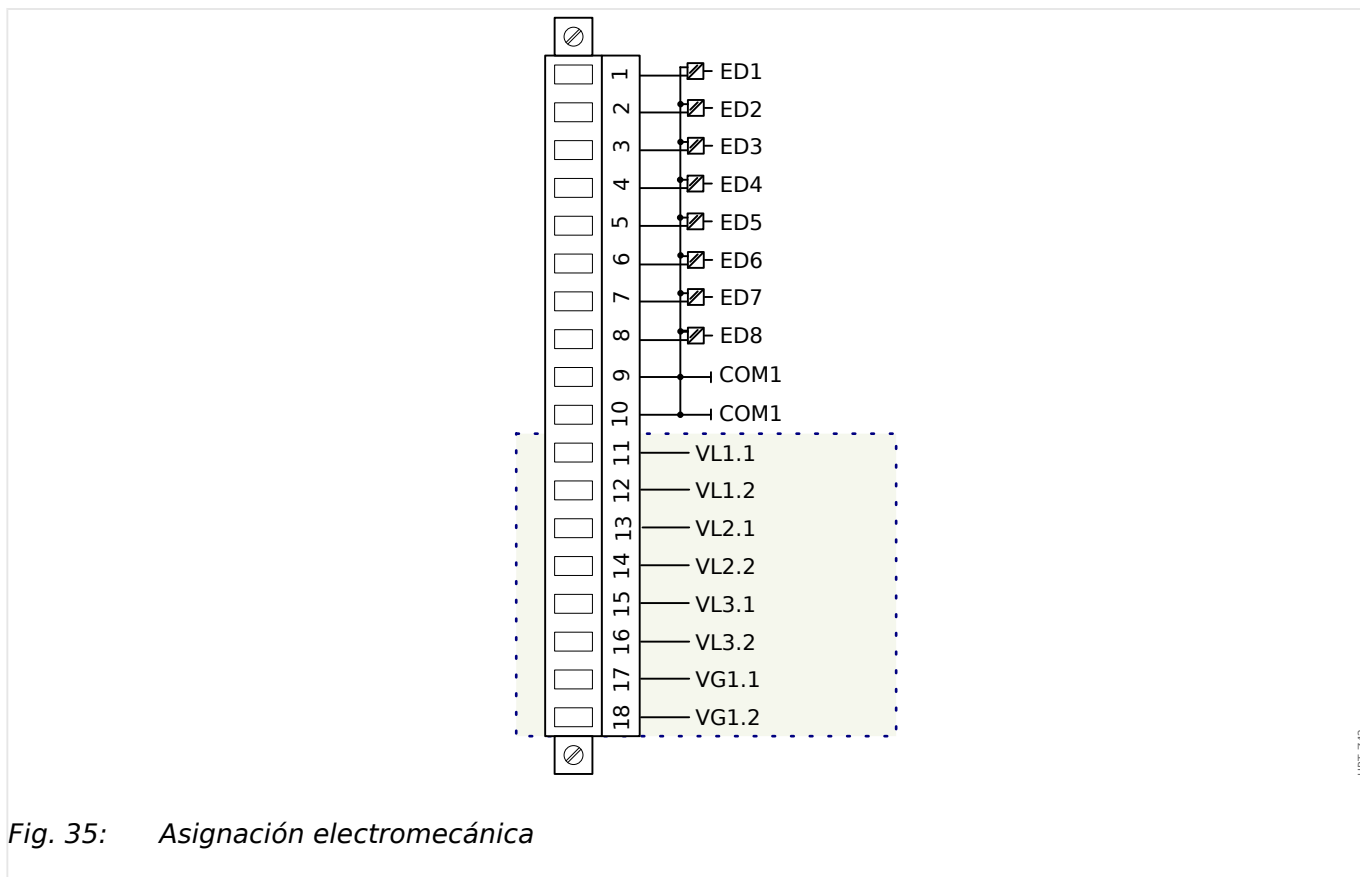 1 ED1
2 ED2
3 ED3
4 ED4
5 ED5
6 ED6
7 ED7
8 ED8
9 COM1
10 COM1
11 VL1.1
12 VL1.2
13 VL2.1
14 VL2.2
15 VL3.1
16 VL3.2
17 VG1.1
18 VG1.2
Fig. 35: Asignación electromecánica